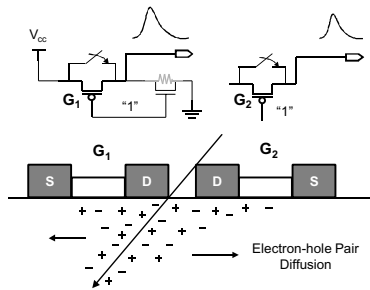 Vcc
G1 "1"
G2 "1"
G1 G2
S D D S
+ - + - + - + - + - + -
Electron-hole Pair
Diffusion